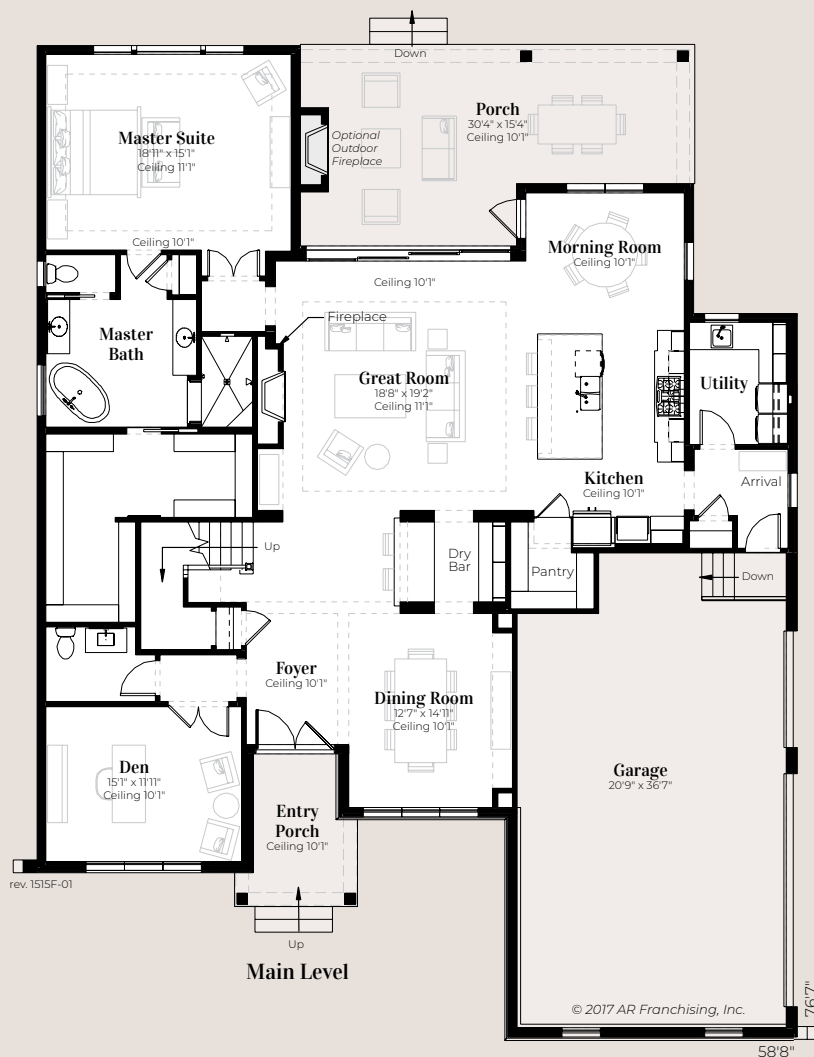 Down
Porch
30'4" x 15'4"
Ceiling 10'1"
Optional
Outdoor
Fireplace
Master Suite
18'11" x 15'1"
Ceiling 11'1"
Ceiling 10'1"
Morning Room
Ceiling 10'1"
Ceiling 10'1"
Fireplace
Master
Bath
Great Room
18'8" x 19'2"
Ceiling 11'1"
Utility
Kitchen
Ceiling 10'1"
Arrival
Up
Dry
Bar
Pantry
Down
Foyer
Ceiling 10'1"
Dining Room
12'7" x 14'11"
Ceiling 10'1"
Den
15'1" x 11'11"
Ceiling 10'1"
Garage
20'9" x 36'7"
Entry
Porch
Ceiling 10'1"
rev. 1515F-01
Up
Main Level
© 2017 AR Franchising, Inc.
76'7"
58'8"